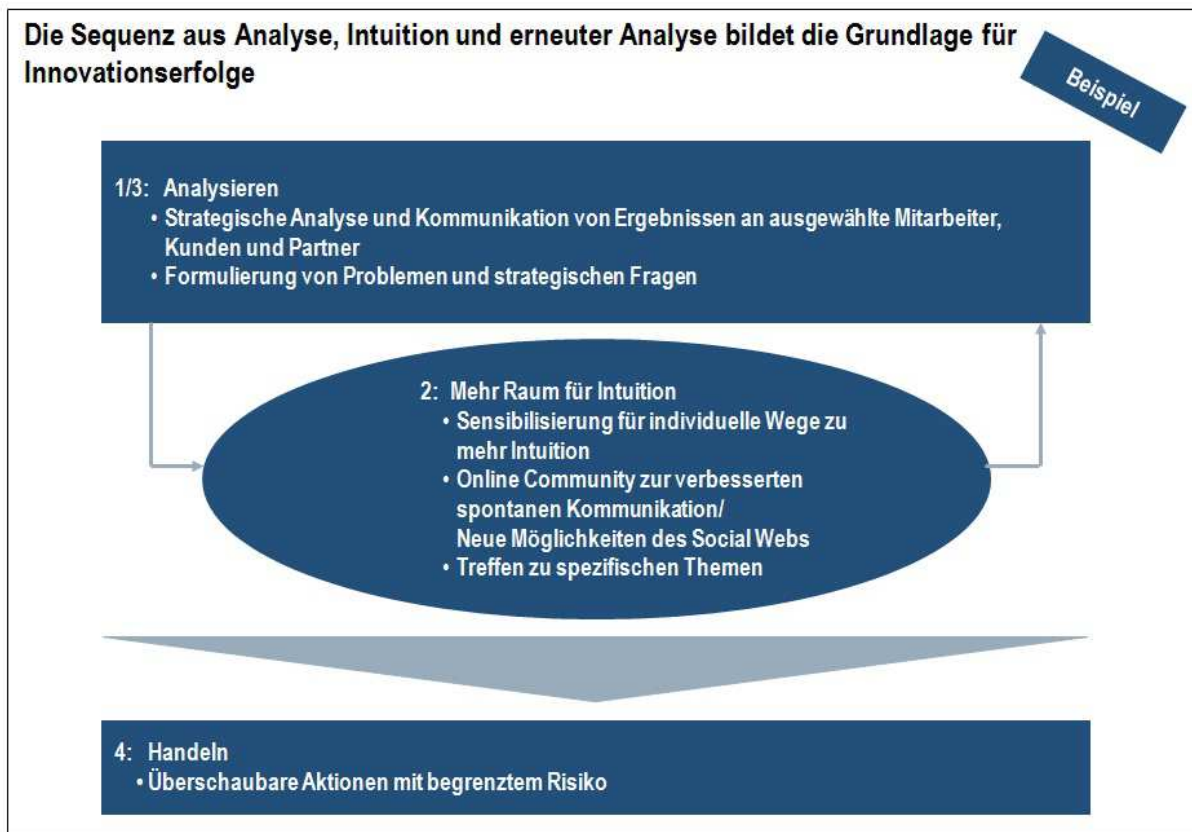 Die Sequenz aus Analyse, Intuition und erneuter Analyse bildet die Grundlage für
Innovationserfolge
Beispiel
1/3: Analysieren
• Strategische Analyse und Kommunikation von Ergebnissen an ausgewählte Mitarbeiter,
Kunden und Partner
• Formulierung von Problemen und strategischen Fragen
2: Mehr Raum für Intuition
• Sensibilisierung für individuelle Wege zu
mehr Intuition
• Online Community zur verbesserten
spontanen Kommunikation/
Neue Möglichkeiten des Social Webs
• Treffen zu spezifischen Themen
4: Handeln
• Überschaubare Aktionen mit begrenztem Risiko